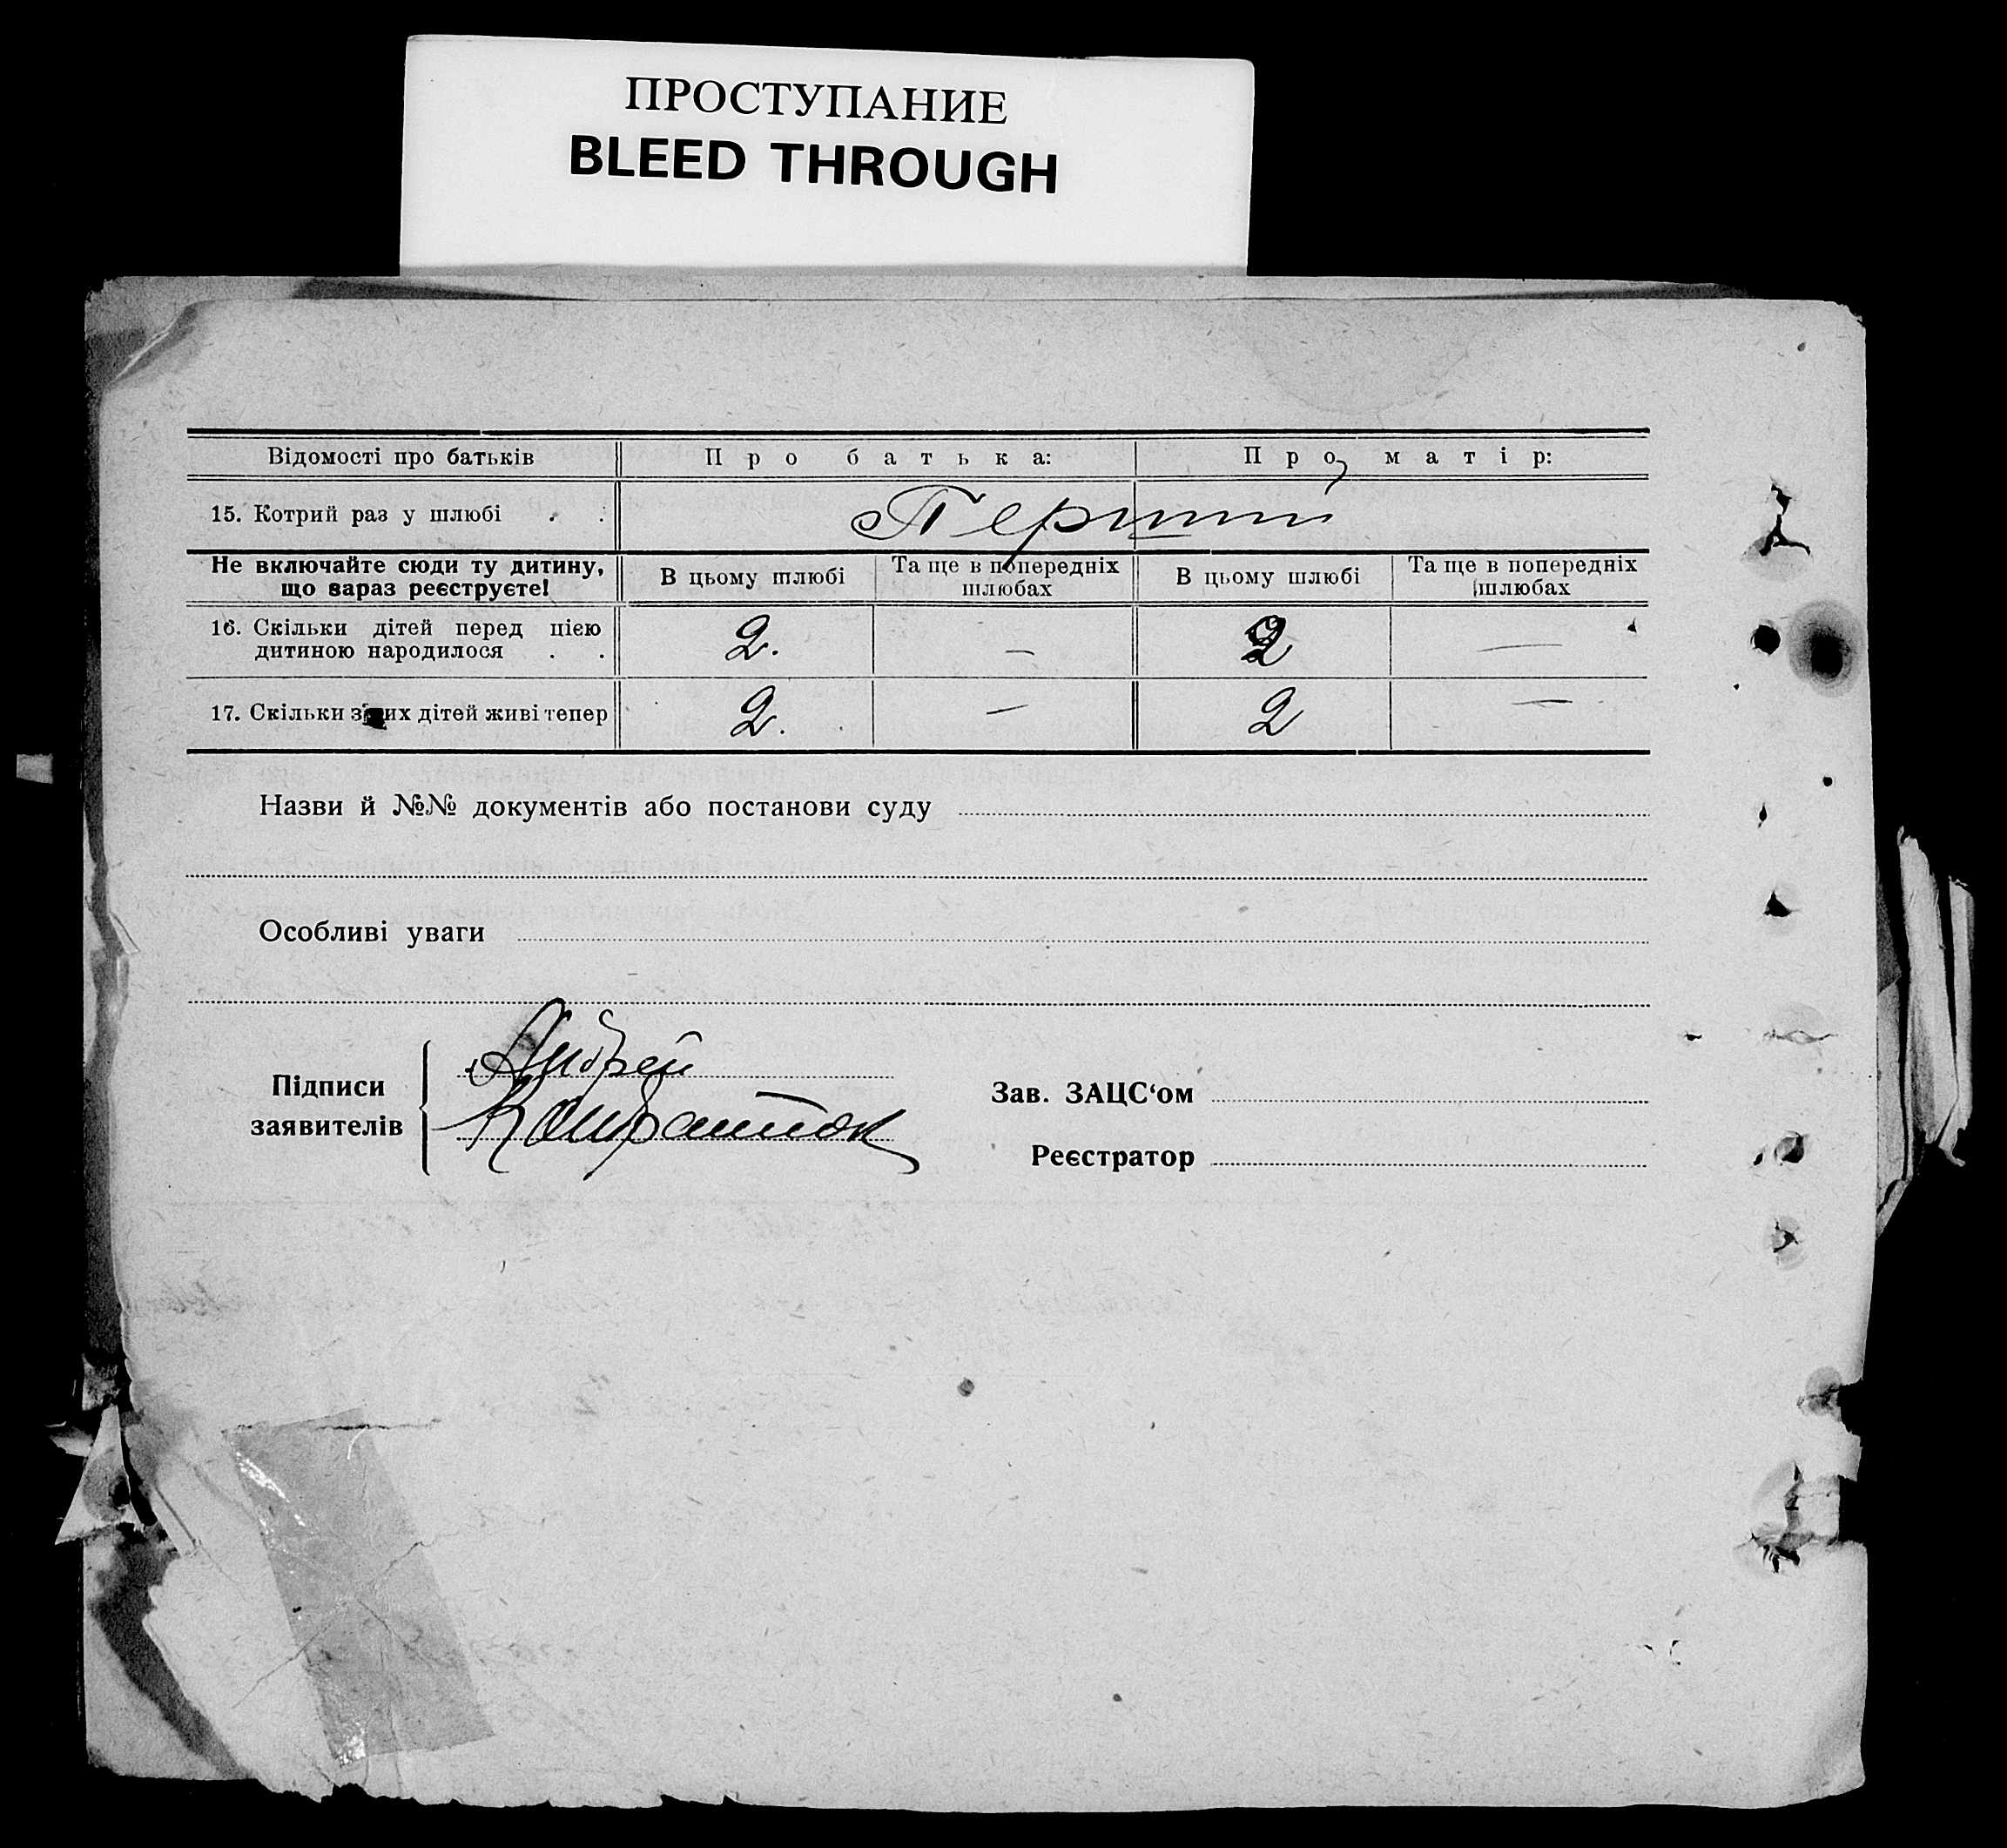 ПРОСТУПАНИЕ
BLEED THROUGH
Відомості про батьків Про батька: Про матір:
15. Котрий раз у шлюбі . . Перший
Не включайте сюди ту дитину, що зараз реєструєте! В цьому шлюбі Та ще в попередніх шлюбах В цьому шлюбі Та ще в попередніх шлюбах
16. Скільки дітей перед цією дитиною народилося . . 2. — 2 —
17. Скільки з них дітей живі тепер 2. — 2 —
Назви й №№ документів або постанови суду
Особливі уваги
Підписи заявителів
Андрей
Кондратюк
Зав. ЗАЦС‘ом
Реєстратор